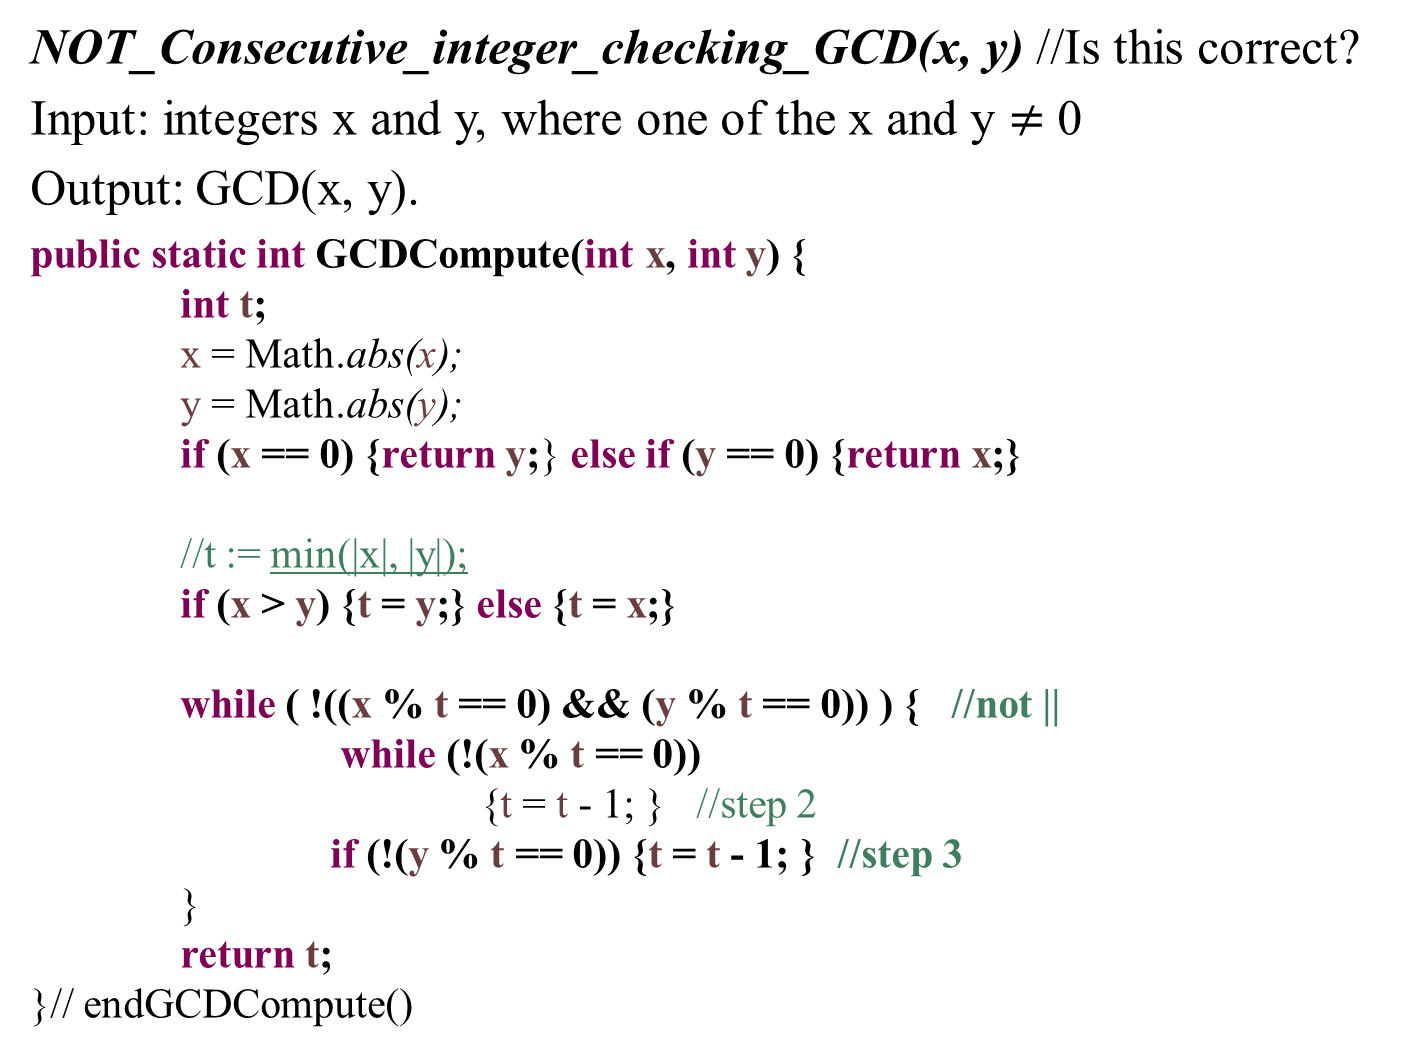 NOT_Consecutive_integer_checking_GCD(x, y) //Is this correct?
Input: integers x and y, where one of the x and y ≠ 0
Output: GCD(x, y).
public static int GCDCompute(int x, int y) {
int t;
x = Math.abs(x);
y = Math.abs(y);
if (x == 0) {return y;} else if (y == 0) {return x;}
//t := min(|x|, |y|);
if (x > y) {t = y;} else {t = x;}
while ( !((x % t == 0) && (y % t == 0)) ) { //not ||
while (!(x % t == 0))
{t = t - 1; } //step 2
if (!(y % t == 0)) {t = t - 1; } //step 3
}
return t;
}// endGCDCompute()